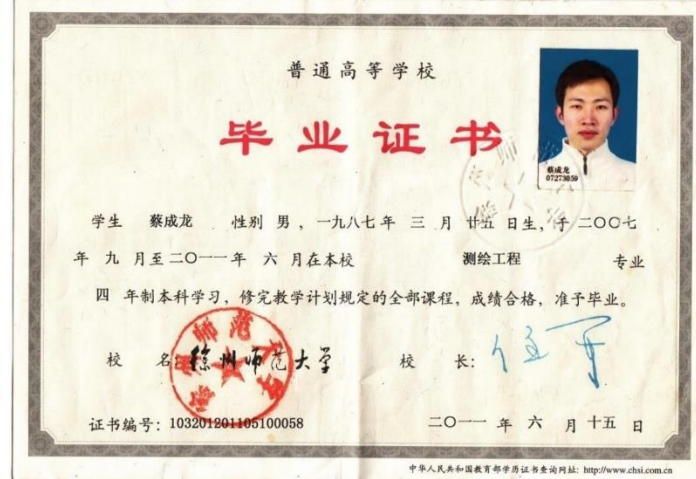 普通高等学校
毕业证书
蔡成龙
07273059
学生 蔡成龙 性别 男，一九八七年 三 月 廿五 日生，于二〇〇七
年 九 月至二〇一一年 六 月在本校 测绘工程 专业
四 年制本科学习，修完教学计划规定的全部课程，成绩合格，准予毕业。
校 名：徐州师范大学 校 长：
证书编号：103201201105100058 二〇一一 年 六 月 十五 日
中华人民共和国教育部学历证书查询网址：http://www.chsi.com.cn